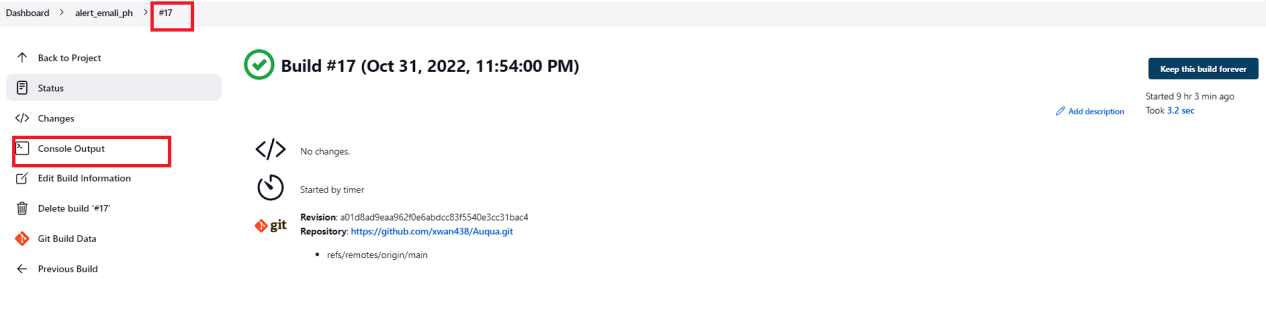 Dashboard > alert_emali_ph > #17
Back to Project
Status
Changes
Console Output
Edit Build Information
Delete build '#17'
Git Build Data
Previous Build
Build #17 (Oct 31, 2022, 11:54:00 PM)
Keep this build forever
Started 9 hr 3 min ago
Took 3.2 sec
Add description
No changes.
Started by timer
git
Revision: a01d8ad9eaa962f0e6abdcc83f5540e3cc31bac4
Repository: https://github.com/xwan438/Auqua.git
refs/remotes/origin/main